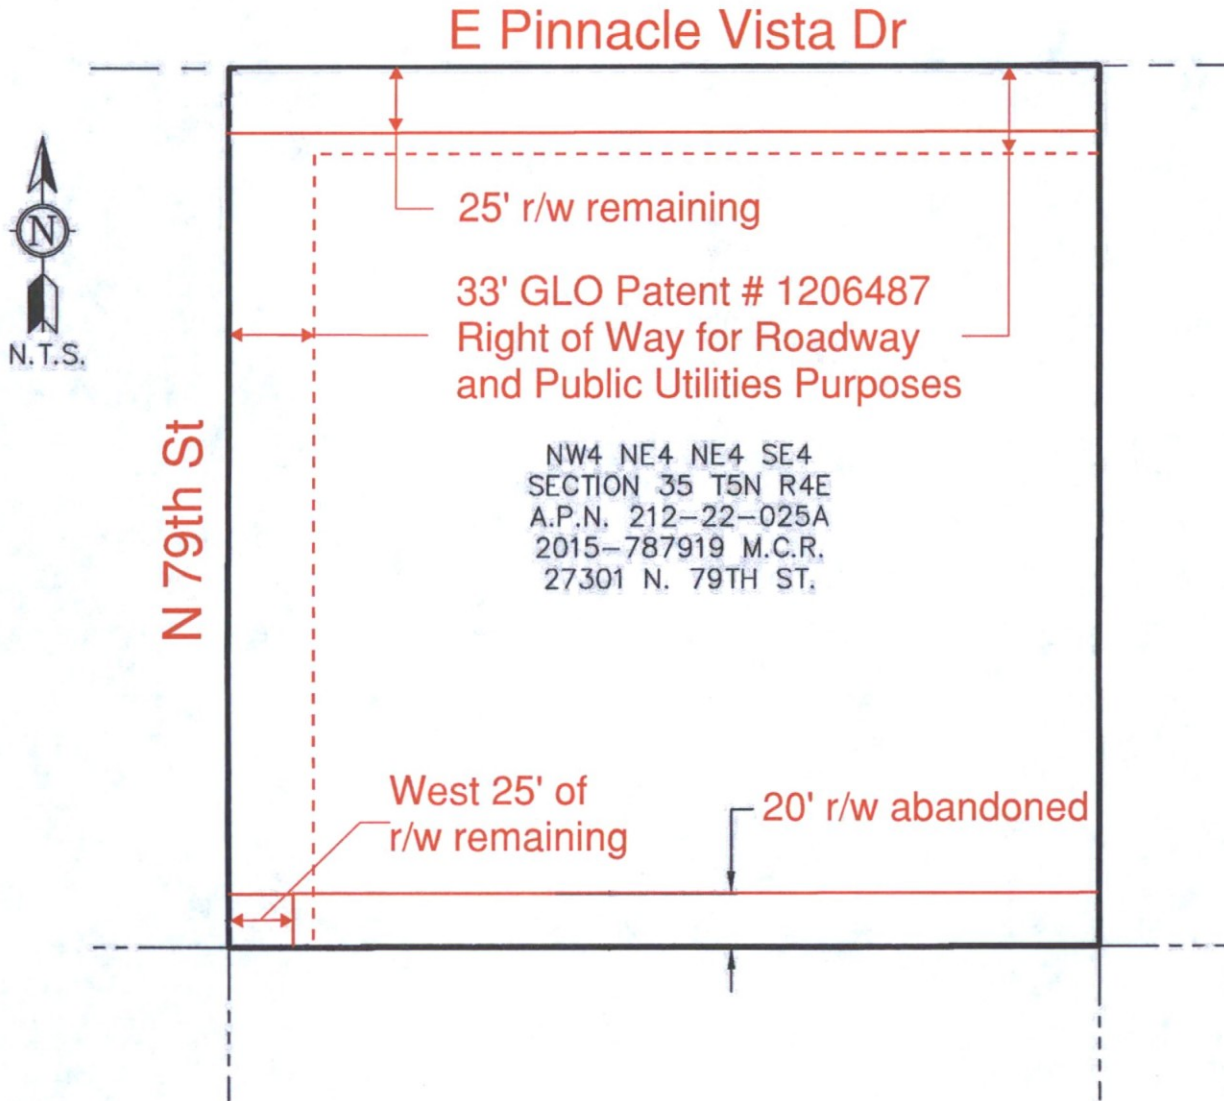 E Pinnacle Vista Dr
25' r/w remaining
N
N.T.S.
33' GLO Patent # 1206487
Right of Way for Roadway
and Public Utilities Purposes
N 79th St
NW4 NE4 NE4 SE4
SECTION 35 T5N R4E
A.P.N. 212-22-025A
2015-787919 M.C.R.
27301 N. 79TH ST.
West 25' of
r/w remaining
20' r/w abandoned